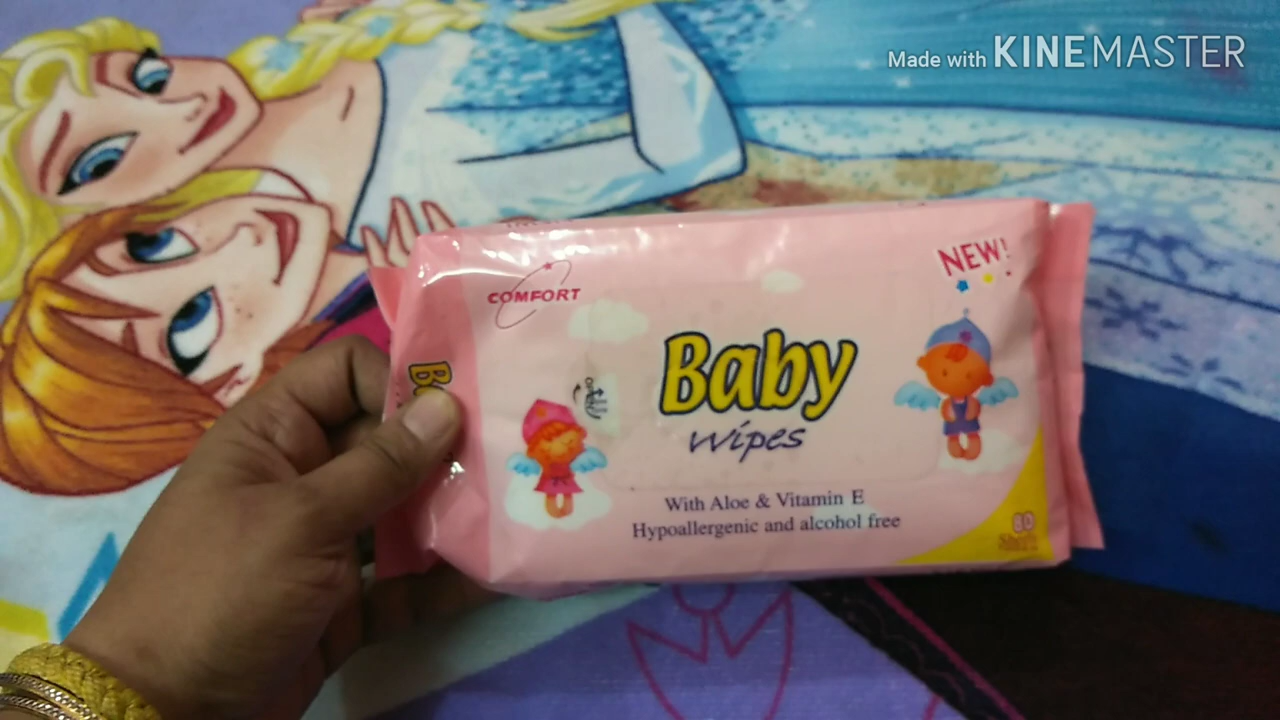 Made with KINEMASTER
COMFORT
NEW!
Baby
wipes
With Aloe & Vitamin E
Hypoallergenic and alcohol free
80